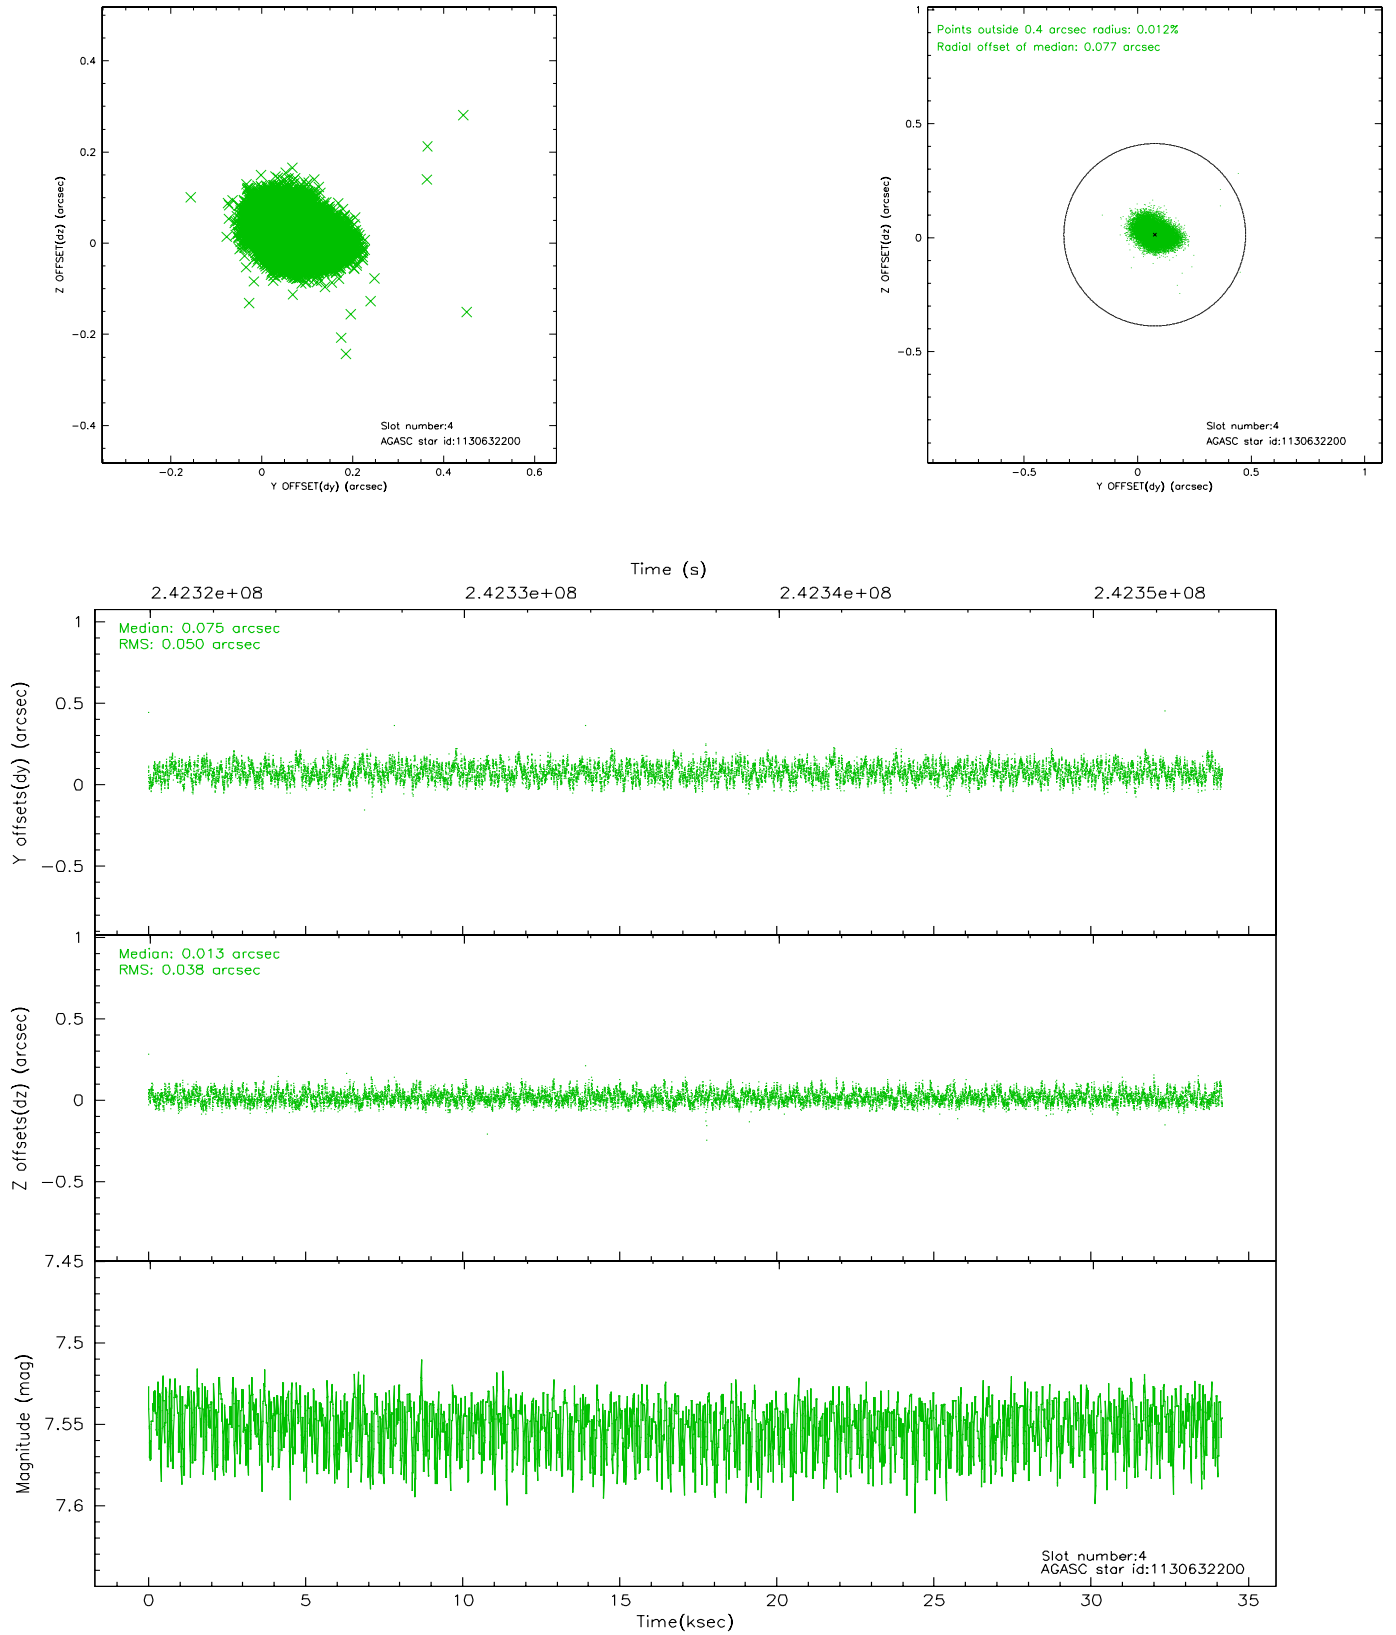 0.4
0.2
0
−0.2
−0.4
Z OFFSET(dz) (arcsec)
Slot number:4
AGASC star id:1130632200
−0.2 0 0.2 0.4 0.6
Y OFFSET(dy) (arcsec)
Points outside 0.4 arcsec radius: 0.012%
Radial offset of median: 0.077 arcsec
1
0.5
0
−0.5
Z OFFSET(dz) (arcsec)
Slot number:4
AGASC star id:1130632200
−0.5 0 0.5 1
Y OFFSET(dy) (arcsec)
Time (s)
2.4232e+08 2.4233e+08 2.4234e+08 2.4235e+08
Median: 0.075 arcsec
RMS: 0.050 arcsec
1
0.5
0
−0.5
Y offsets(dy) (arcsec)
Median: 0.013 arcsec
RMS: 0.038 arcsec
1
0.5
0
−0.5
Z offsets(dz) (arcsec)
7.45
7.5
7.55
7.6
Magnitude (mag)
Slot number:4
AGASC star id:1130632200
0 5 10 15 20 25 30 35
Time(ksec)